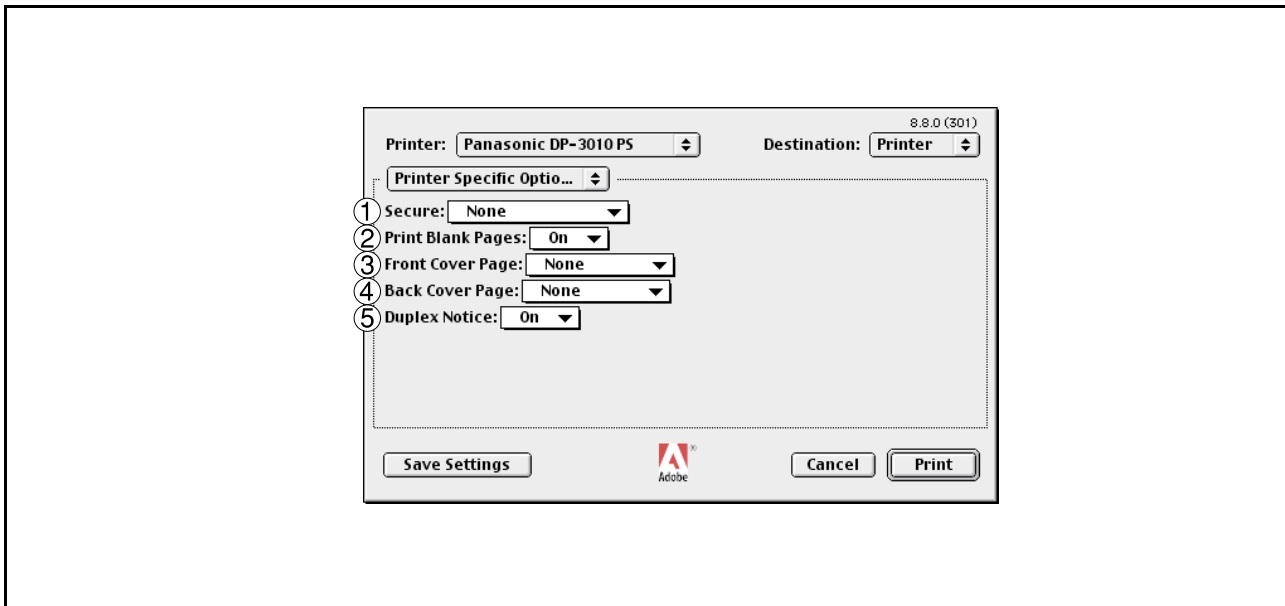 8.8.0 (301)
Printer: Panasonic DP-3010 PS Destination: Printer
Printer Specific Optio...
① Secure: None
② Print Blank Pages: On
③ Front Cover Page: None
④ Back Cover Page: None
⑤ Duplex Notice: On
Save Settings Adobe® Cancel Print